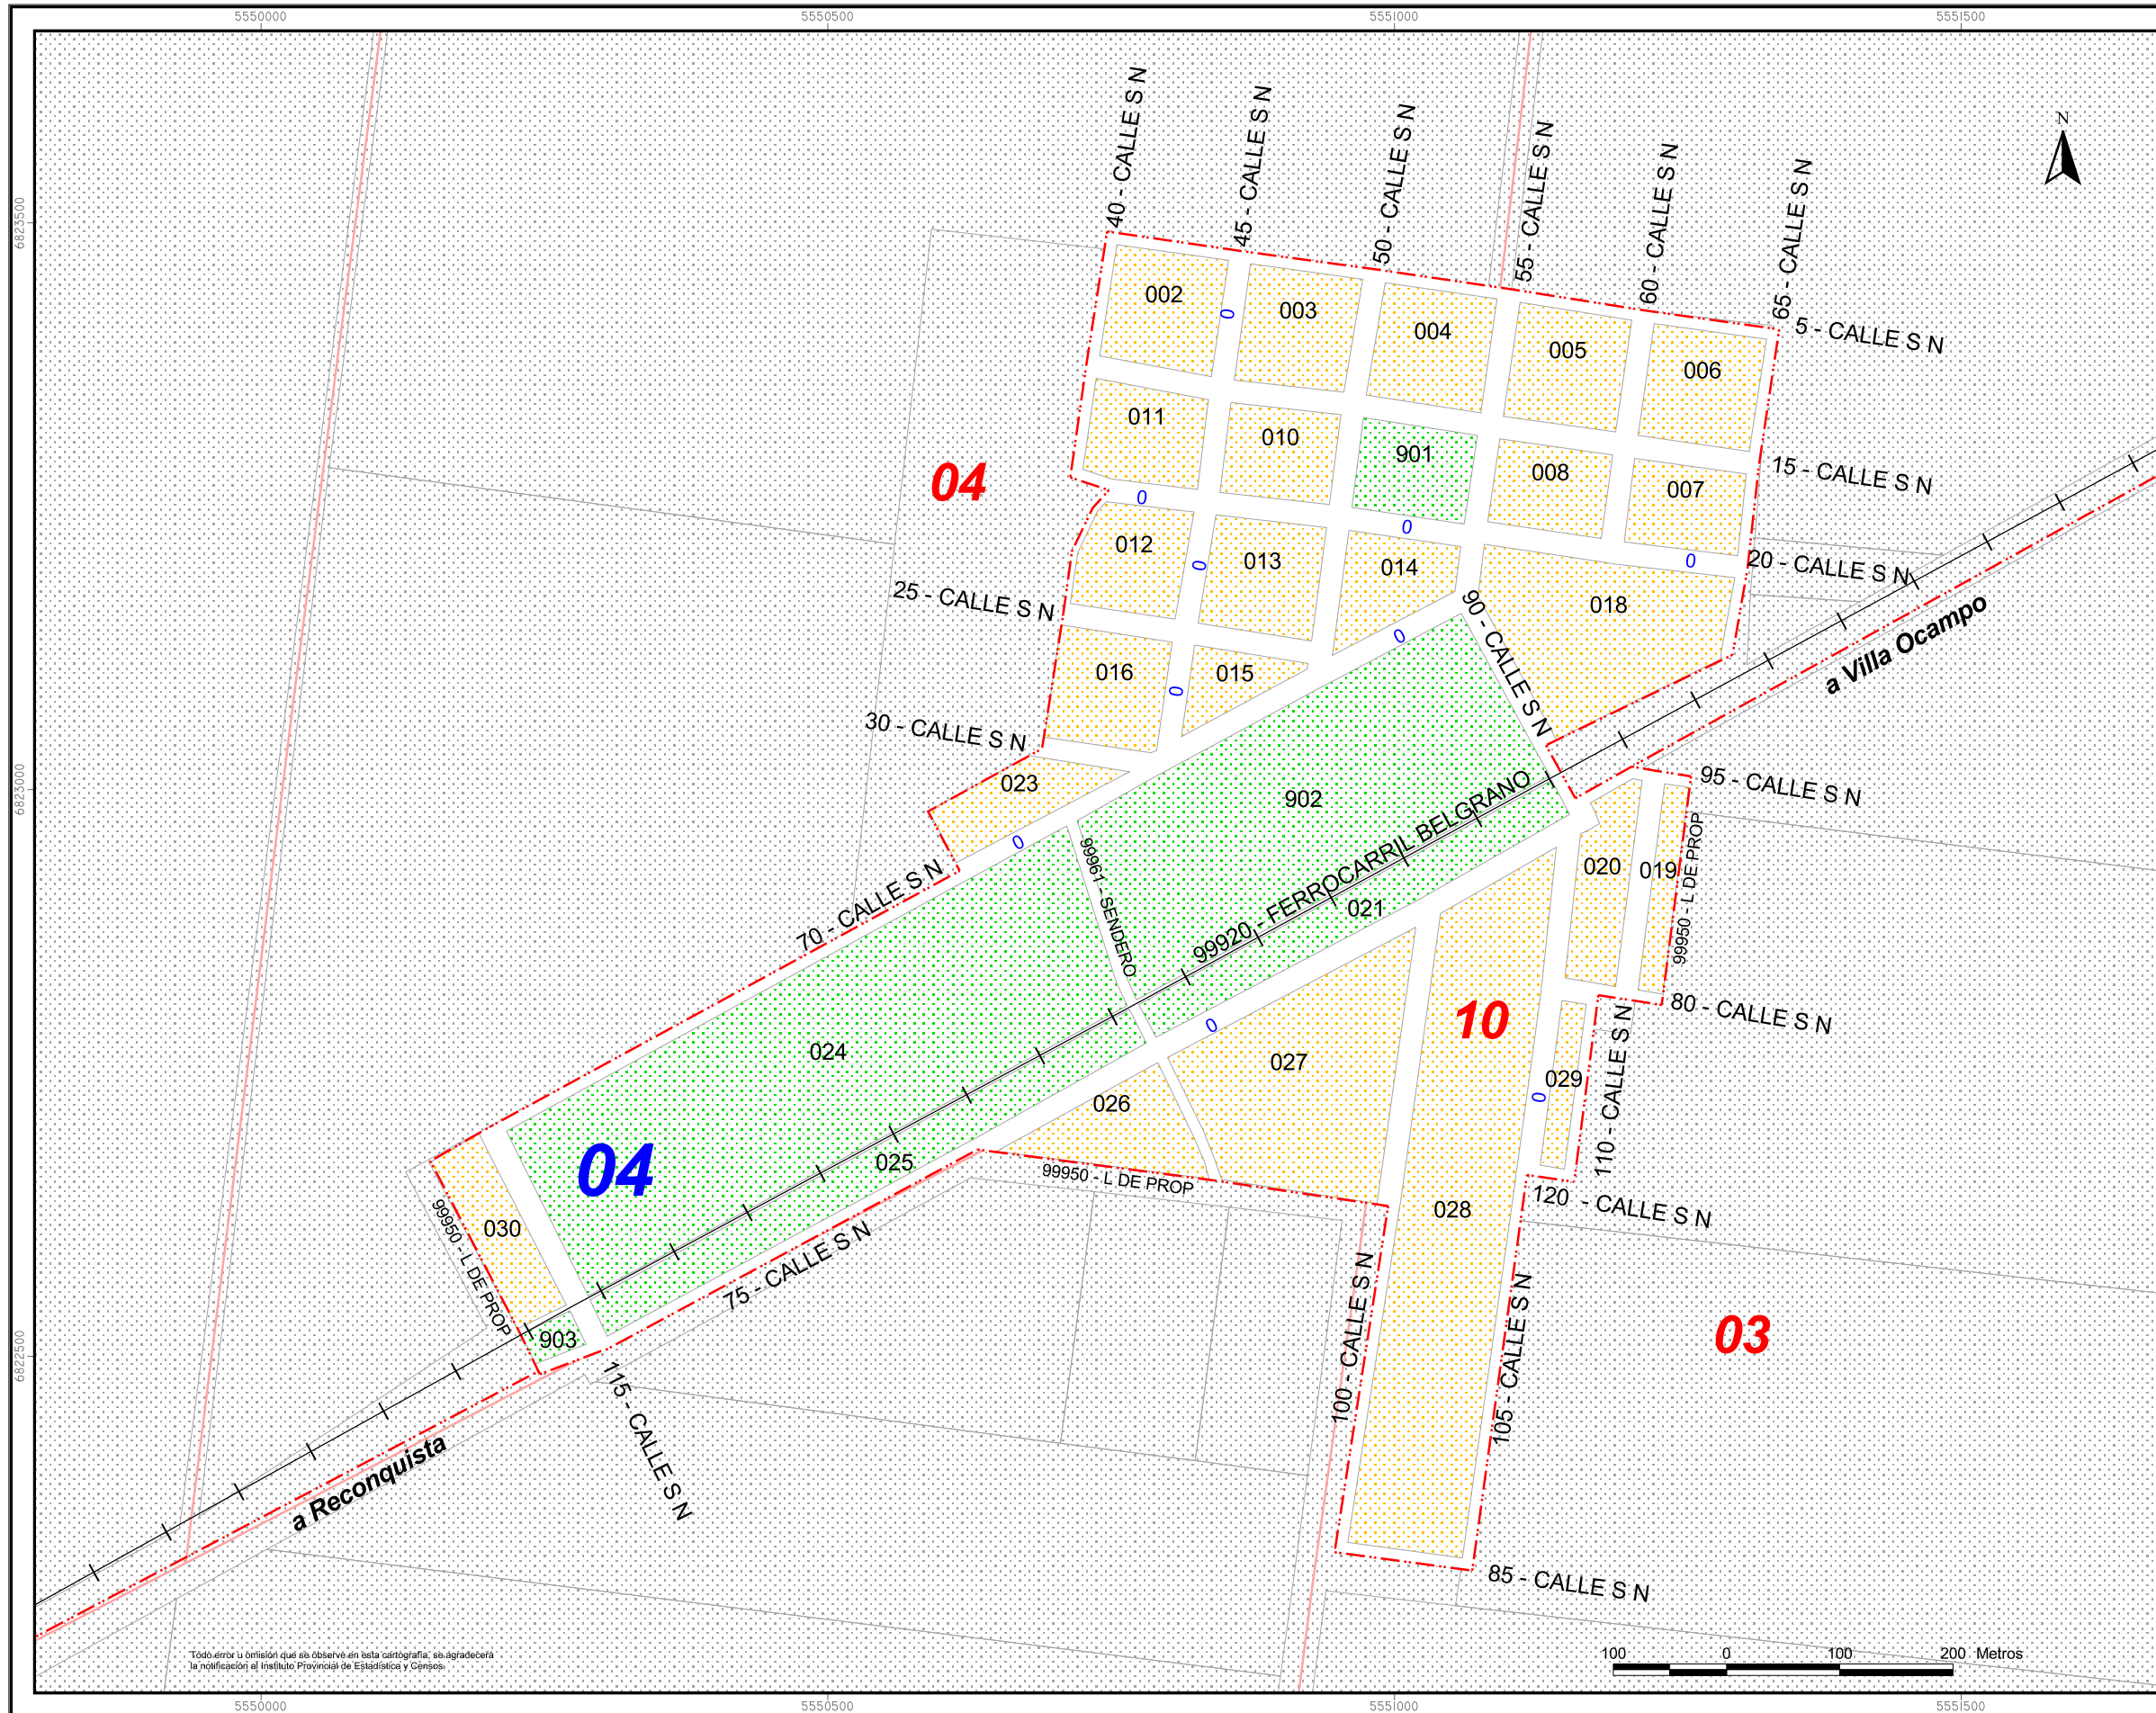 5550000
5550500
5551000
5551500
6823500
6823000
6822500
N
40 - CALLE S N
45 - CALLE S N
50 - CALLE S N
55 - CALLE S N
60 - CALLE S N
65 - CALLE S N
5 - CALLE S N
002
0
003
004
005
006
011
010
901
008
007
15 - CALLE S N
04
0
0
0
012
0
013
014
20 - CALLE S N
25 - CALLE S N
018
90 - CALLE S N
a Villa Ocampo
0
016
0
015
30 - CALLE S N
023
0
902
95 - CALLE S N
70 - CALLE S N
99961 - SENDERO
99920 - FERROCARRIL BELGRANO
021
020
019
99950 - L DE PROP
80 - CALLE S N
10
0
024
027
026
029
0
110 - CALLE S N
04
025
99950 - L DE PROP
120 - CALLE S N
028
030
99950 - L DE PROP
75 - CALLE S N
903
100 - CALLE S N
105 - CALLE S N
03
115 - CALLE S N
a Reconquista
85 - CALLE S N
Todo error u omisión que se observe en esta cartografía, se agradecerá
la notificación al Instituto Provincial de Estadística y Censos.
100 0 100 200 Metros
5550000
5550500
5551000
5551500